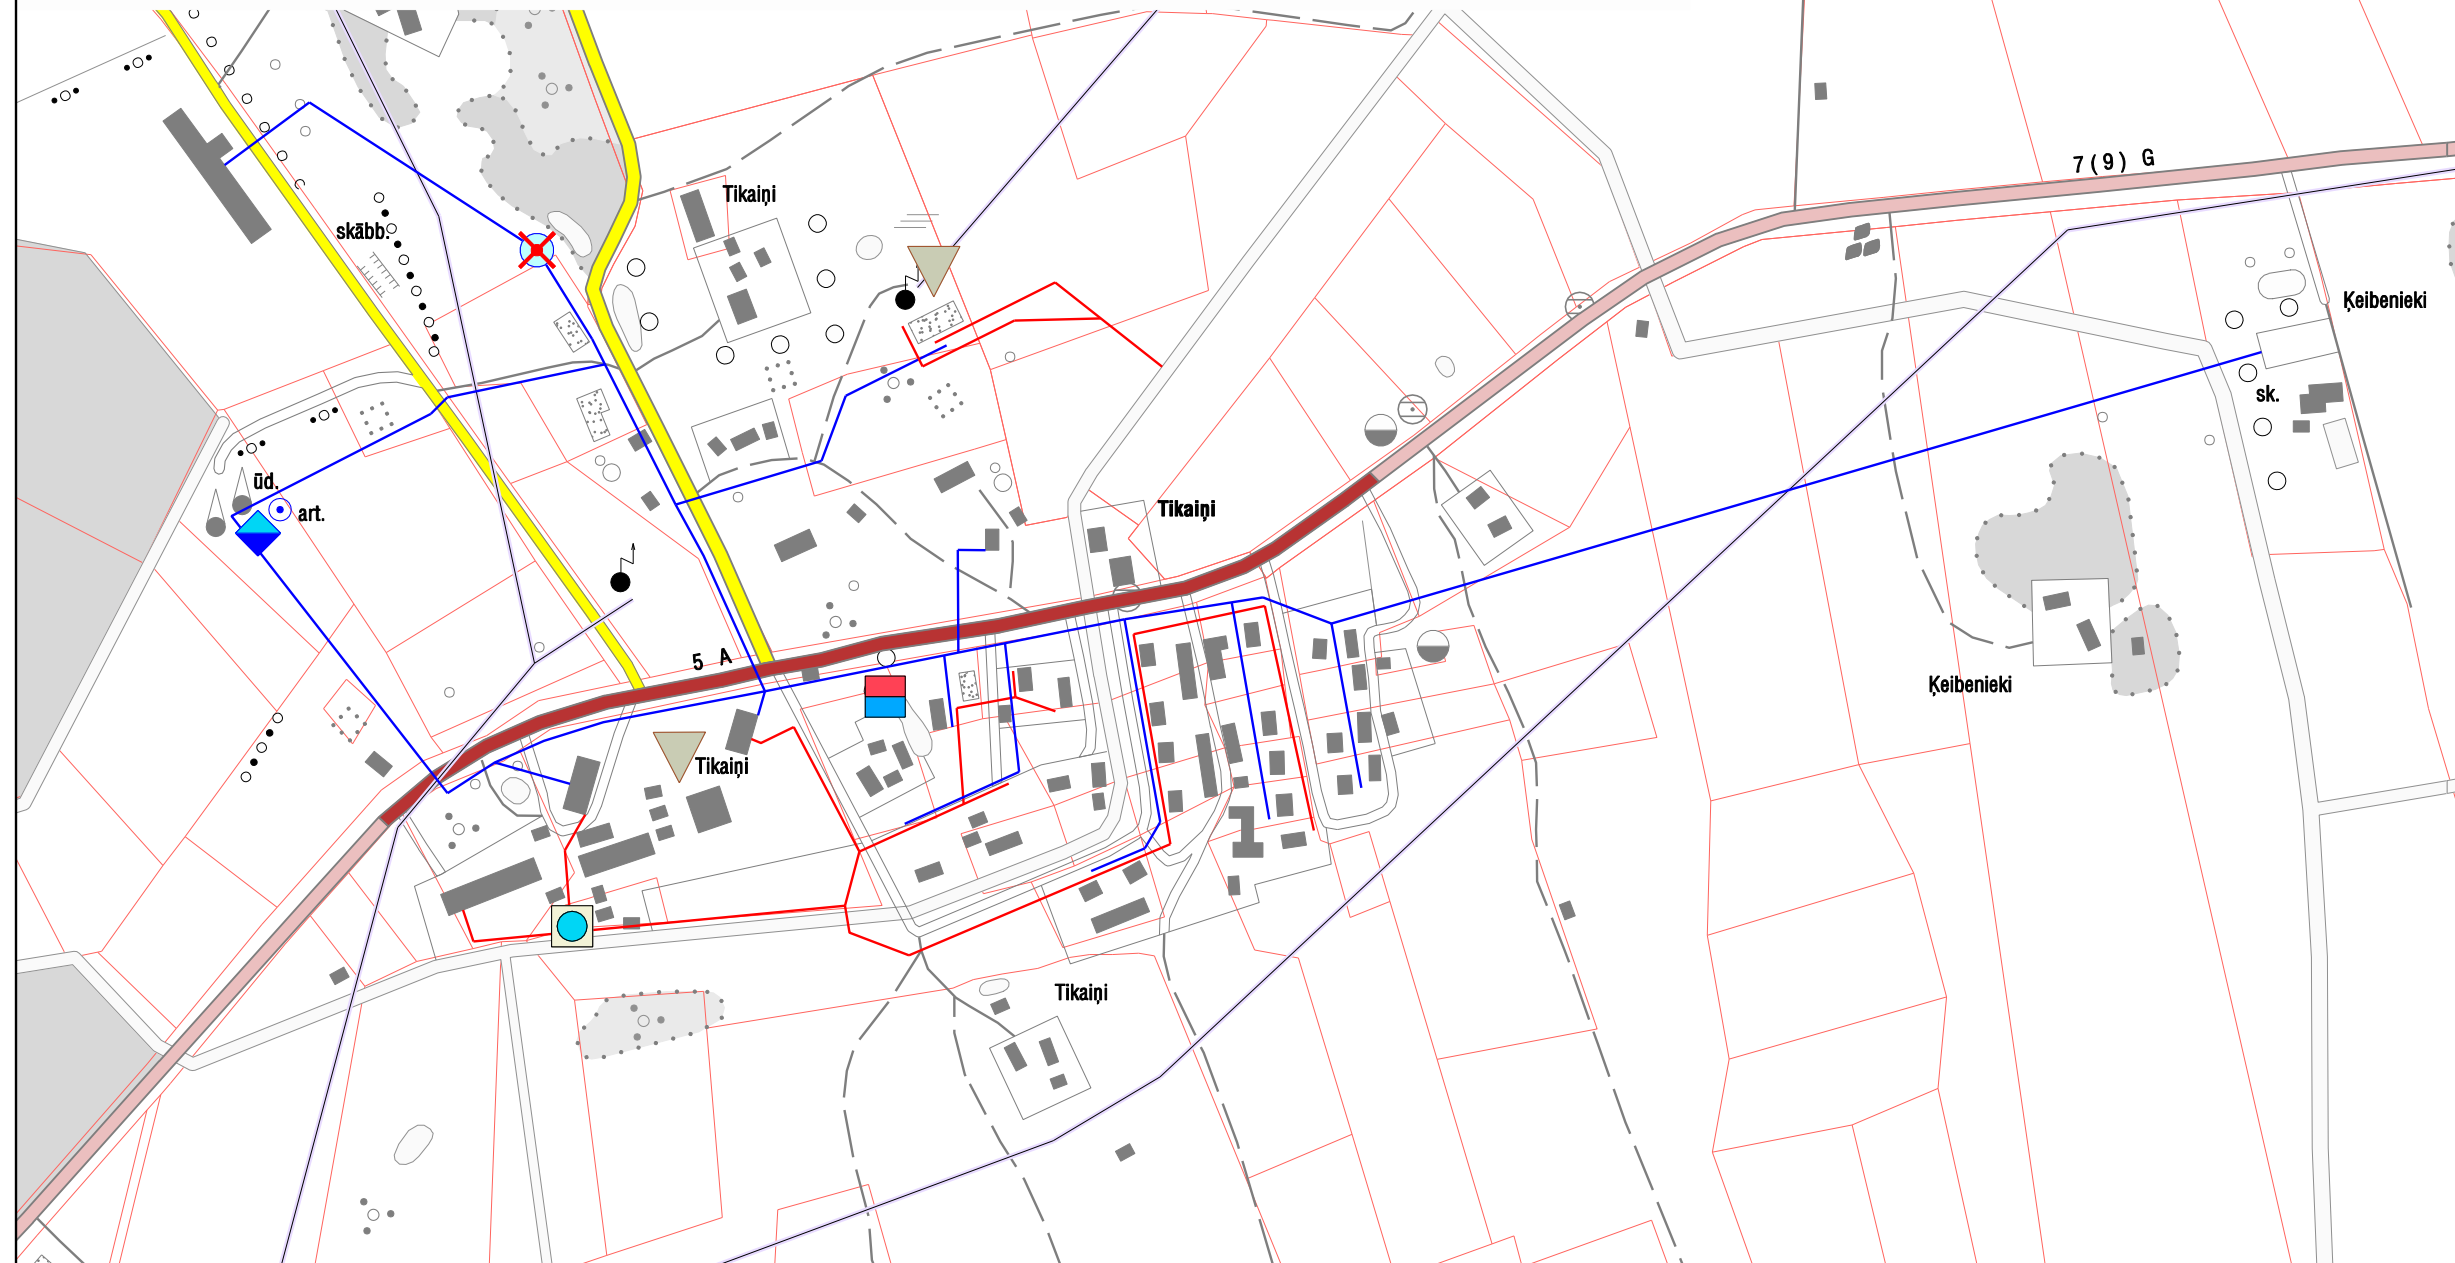 7(9) G
Tikaiņi
skābb.
Ķeibenieki
sk.
ūd.
art.
Tikaiņi
5 A
Ķeibenieki
Tikaiņi
Tikaiņi